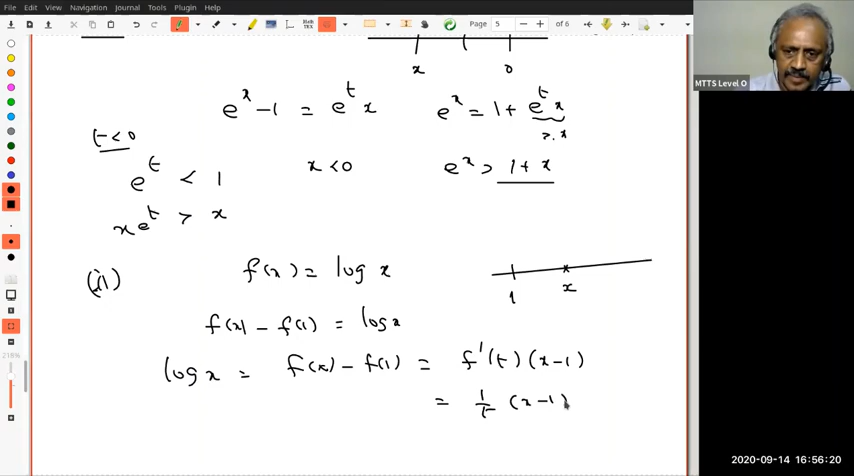 File Edit View Navigation Journal Tools Plugin Help
Page 5 of 6
x 0
e^x - 1 = e^t x e^x = 1 + e^t x
> x
t < 0
e^t < 1 x < 0 e^x > 1 + x
x e^t > x
(ii) f(x) = log x
1 x
f(x) - f(1) = log x
log x = f(x) - f(1) = f'(t) (x-1)
= 1/t (x-1)
218%
MTTS Level O
2020-09-14 16:56:20